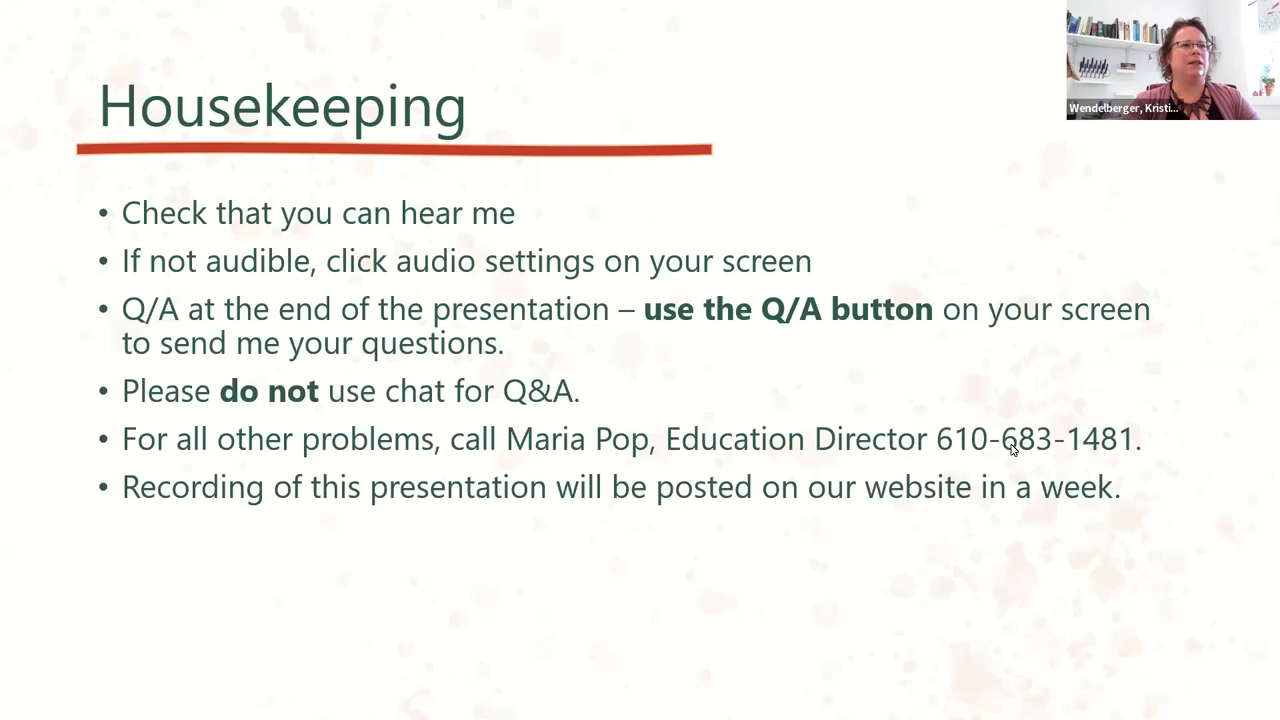 Housekeeping
Wendelberger, Kristi...
• Check that you can hear me
• If not audible, click audio settings on your screen
• Q/A at the end of the presentation – use the Q/A button on your screen
to send me your questions.
• Please do not use chat for Q&A.
• For all other problems, call Maria Pop, Education Director 610-683-1481.
• Recording of this presentation will be posted on our website in a week.